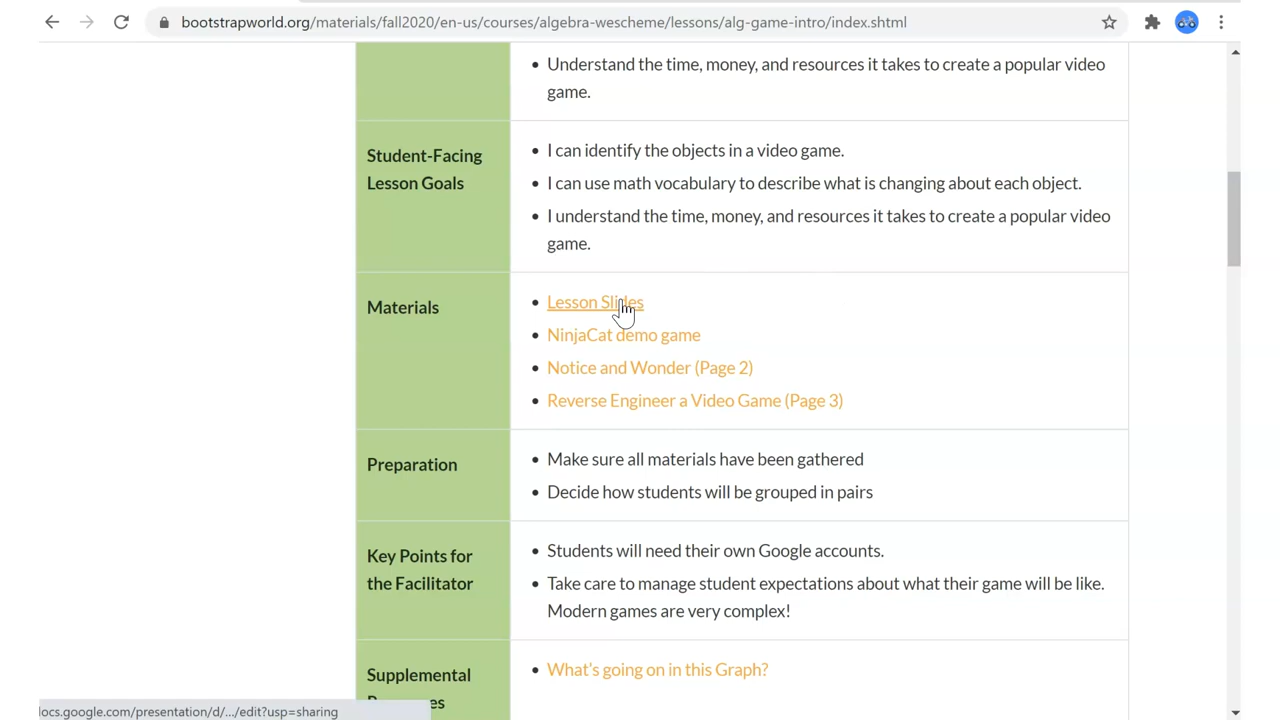 bootstrapworld.org/materials/fall2020/en-us/courses/algebra-wescheme/lessons/alg-game-intro/index.shtml
Understand the time, money, and resources it takes to create a popular video
game.
Student-Facing
Lesson Goals
I can identify the objects in a video game.
I can use math vocabulary to describe what is changing about each object.
I understand the time, money, and resources it takes to create a popular video
game.
Materials
Lesson Slides
NinjaCat demo game
Notice and Wonder (Page 2)
Reverse Engineer a Video Game (Page 3)
Preparation
Make sure all materials have been gathered
Decide how students will be grouped in pairs
Key Points for
the Facilitator
Students will need their own Google accounts.
Take care to manage student expectations about what their game will be like.
Modern games are very complex!
Supplemental
What's going on in this Graph?
docs.google.com/presentation/d/.../edit?usp=sharing